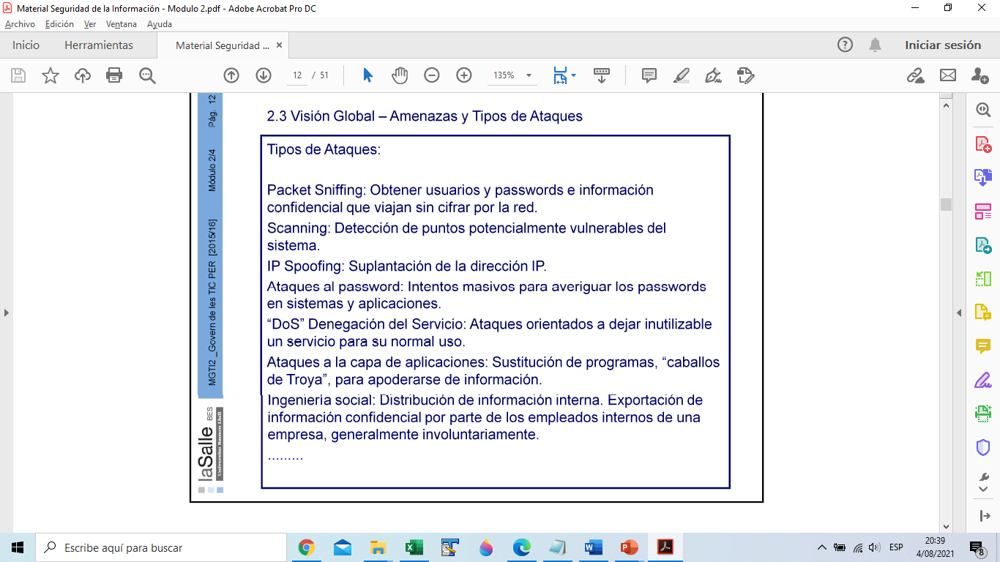 Material Seguridad de la Información - Modulo 2.pdf - Adobe Acrobat Pro DC
Archivo Edición Ver Ventana Ayuda
Inicio Herramientas Material Seguridad ... × Iniciar sesión
12 / 51 135%
Pág. 12
Módulo 2/4
MGTI2 _Govern de les TIC PER [2015/16]
laSalle BES
Universitat Ramon Llull
2.3 Visión Global – Amenazas y Tipos de Ataques
Tipos de Ataques:
Packet Sniffing: Obtener usuarios y passwords e información
confidencial que viajan sin cifrar por la red.
Scanning: Detección de puntos potencialmente vulnerables del
sistema.
IP Spoofing: Suplantación de la dirección IP.
Ataques al password: Intentos masivos para averiguar los passwords
en sistemas y aplicaciones.
“DoS” Denegación del Servicio: Ataques orientados a dejar inutilizable
un servicio para su normal uso.
Ataques a la capa de aplicaciones: Sustitución de programas, “caballos
de Troya”, para apoderarse de información.
Ingeniería social: Distribución de información interna. Exportación de
información confidencial por parte de los empleados internos de una
empresa, generalmente involuntariamente.
.........
Escribe aquí para buscar
ESP
20:39
4/08/2021
8